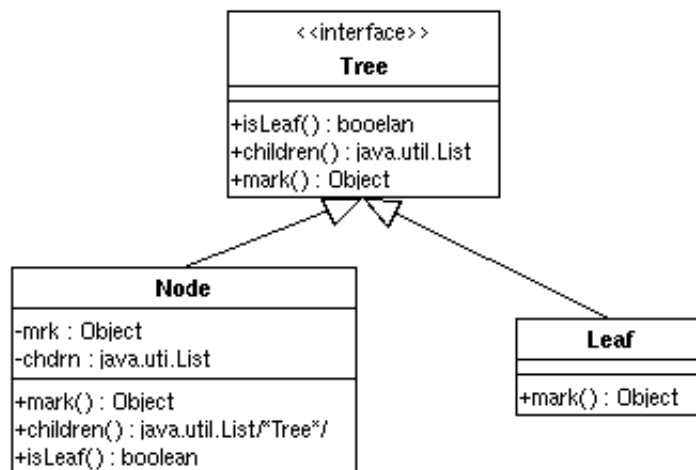 <<interface>>
Tree
+isLeaf() : booelan
+children() : java.util.List
+mark() : Object
Node
-mrk : Object
-chdrn : java.uti.List
+mark() : Object
+children() : java.util.List/*Tree*/
+isLeaf() : boolean
Leaf
+mark() : Object